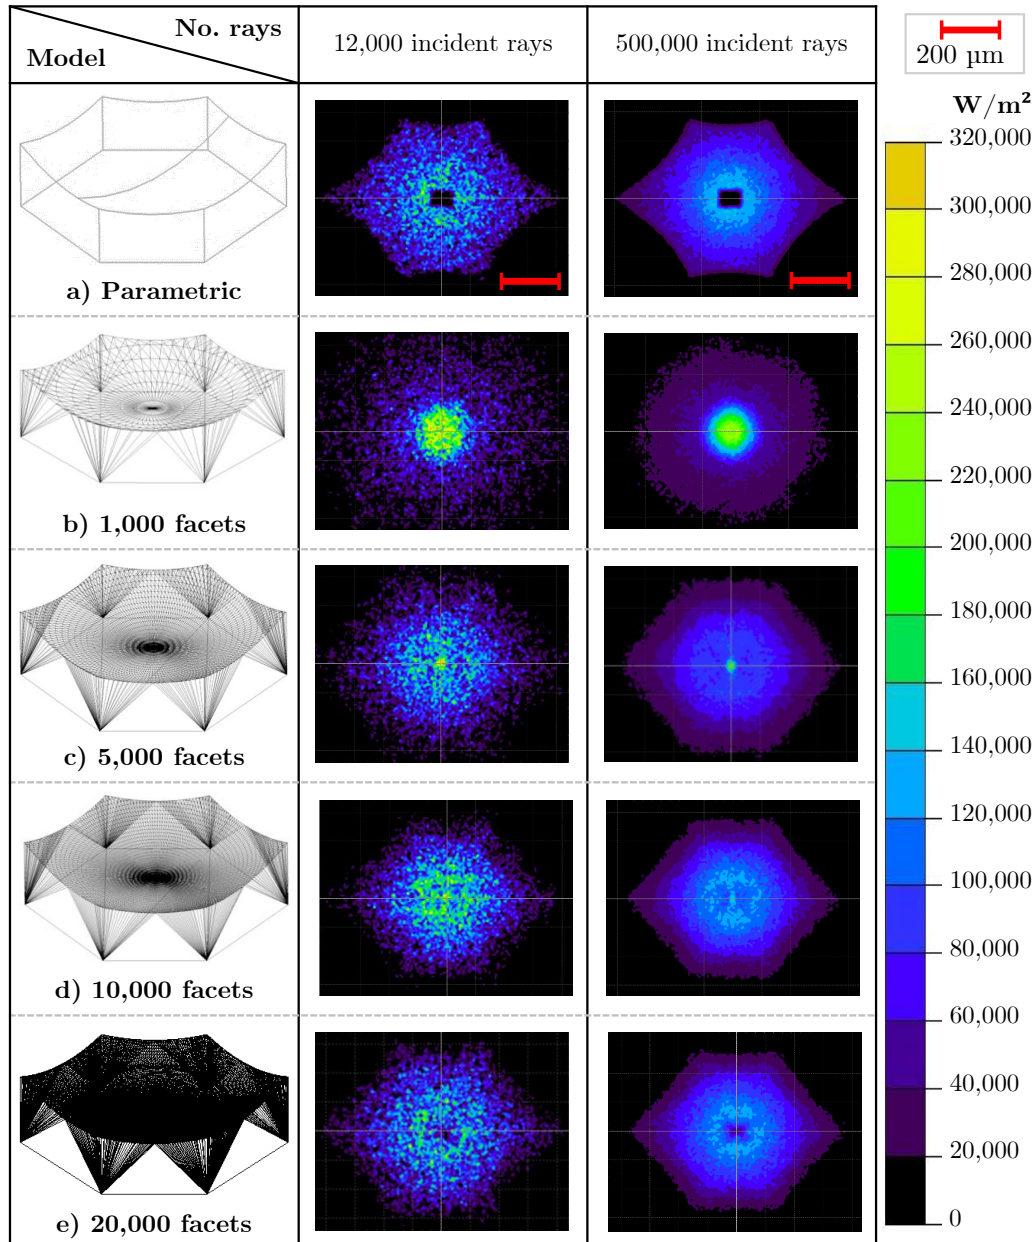 No. rays
Model
12,000 incident rays
500,000 incident rays
200 µm
W/m²
a) Parametric
b) 1,000 facets
c) 5,000 facets
d) 10,000 facets
e) 20,000 facets
320,000
300,000
280,000
260,000
240,000
220,000
200,000
180,000
160,000
140,000
120,000
100,000
80,000
60,000
40,000
20,000
0